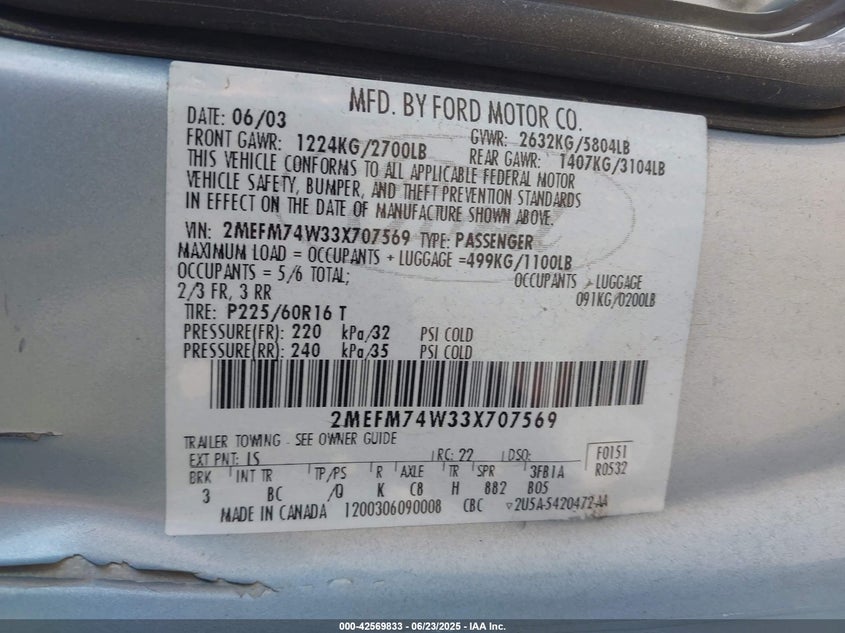 MFD. BY FORD MOTOR CO.
DATE: 06/03 GVWR: 2632KG/5804LB
FRONT GAWR: 1224KG/2700LB REAR GAWR: 1407KG/3104LB
THIS VEHICLE CONFORMS TO ALL APPLICABLE FEDERAL MOTOR
VEHICLE SAFETY, BUMPER, AND THEFT PREVENTION STANDARDS
IN EFFECT ON THE DATE OF MANUFACTURE SHOWN ABOVE.
VIN: 2MEFM74W33X707569 TYPE: PASSENGER
MAXIMUM LOAD = OCCUPANTS + LUGGAGE =499KG/1100LB
OCCUPANTS = 5/6 TOTAL; OCCUPANTS + LUGGAGE
2/3 FR, 3 RR 091KG/0200LB
TIRE: P225/60R16 T
PRESSURE(FR): 220 kPa/32 PSI COLD
PRESSURE(RR): 240 kPa/35 PSI COLD
2MEFM74W33X707569
TRAILER TOWING - SEE OWNER GUIDE
EXT PNT: IS RC: 22 DSO: F0151
BRK INT TR TP/PS R AXLE TR SPR 3FB1A R0532
3 BC /Q K CB H 882 BOS
MADE IN CANADA 1200306090008 CBC 2U5A-5420472-AA
000-42569833 - 06/23/2025 - IAA Inc.